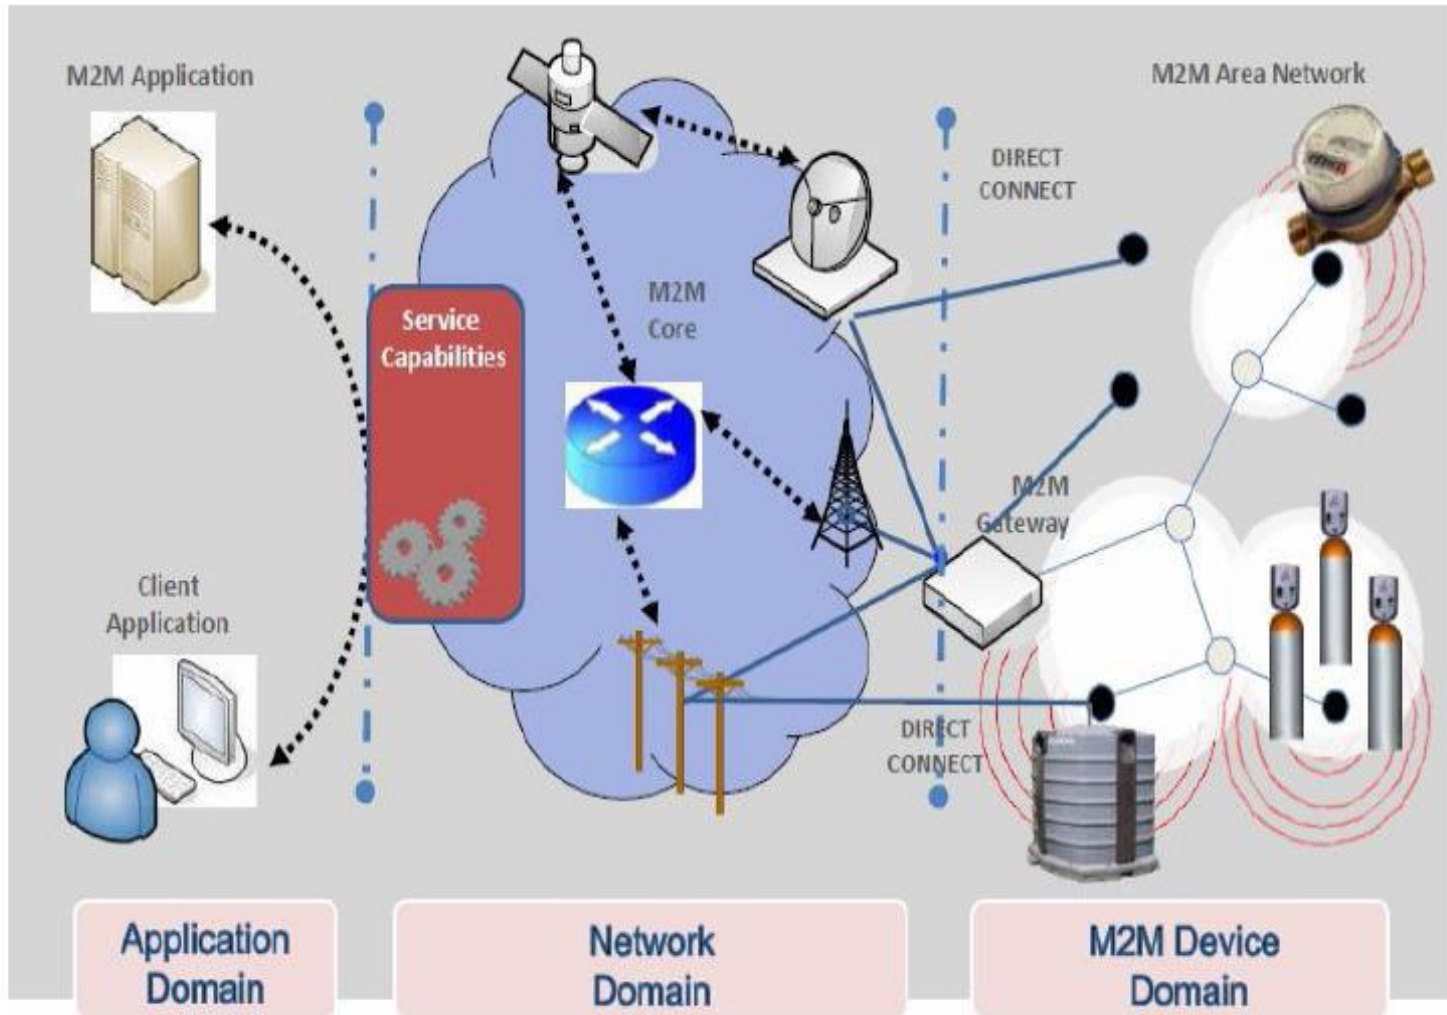 M2M Application
M2M Area Network
DIRECT
CONNECT
M2M
Core
Service
Capabilities
M2M
Gateway
Client
Application
DIRECT
CONNECT
Application
Domain
Network
Domain
M2M Device
Domain